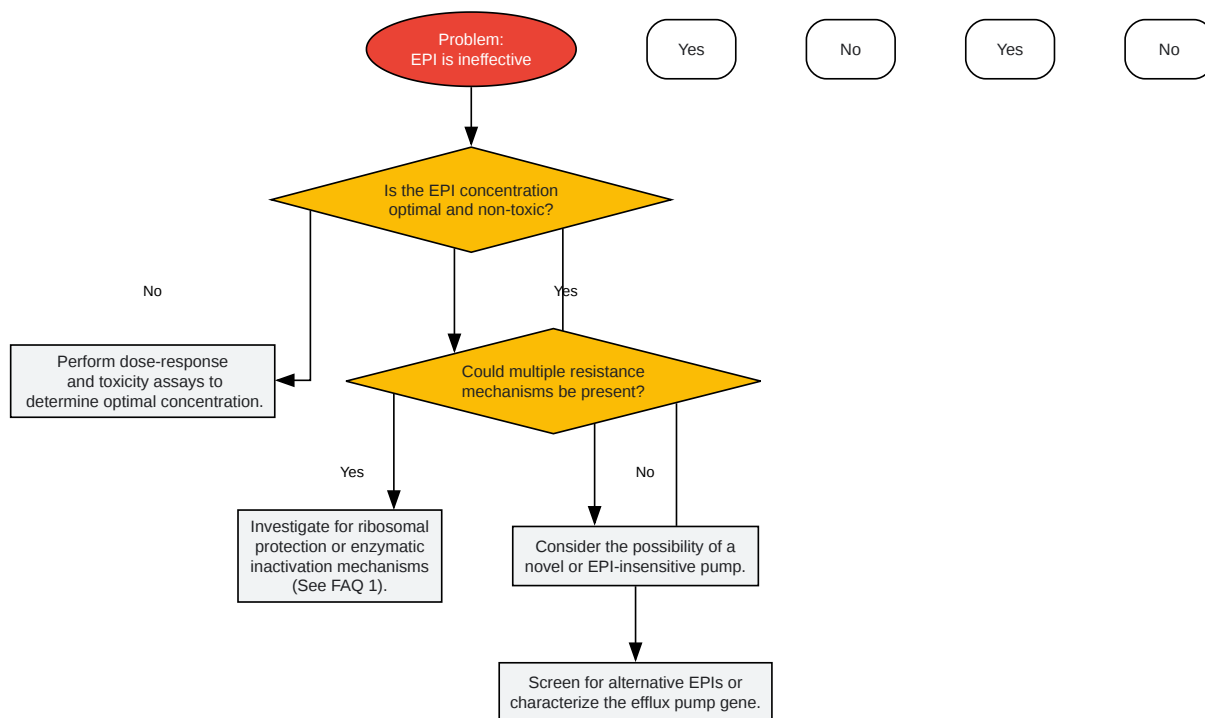 Problem:
EPI is ineffective
Yes
No
Yes
No
Is the EPI concentration
optimal and non-toxic?
No
Yes
Perform dose-response
and toxicity assays to
determine optimal concentration.
Could multiple resistance
mechanisms be present?
Yes
No
Investigate for ribosomal
protection or enzymatic
inactivation mechanisms
(See FAQ 1).
Consider the possibility of a
novel or EPI-insensitive pump.
Screen for alternative EPIs or
characterize the efflux pump gene.